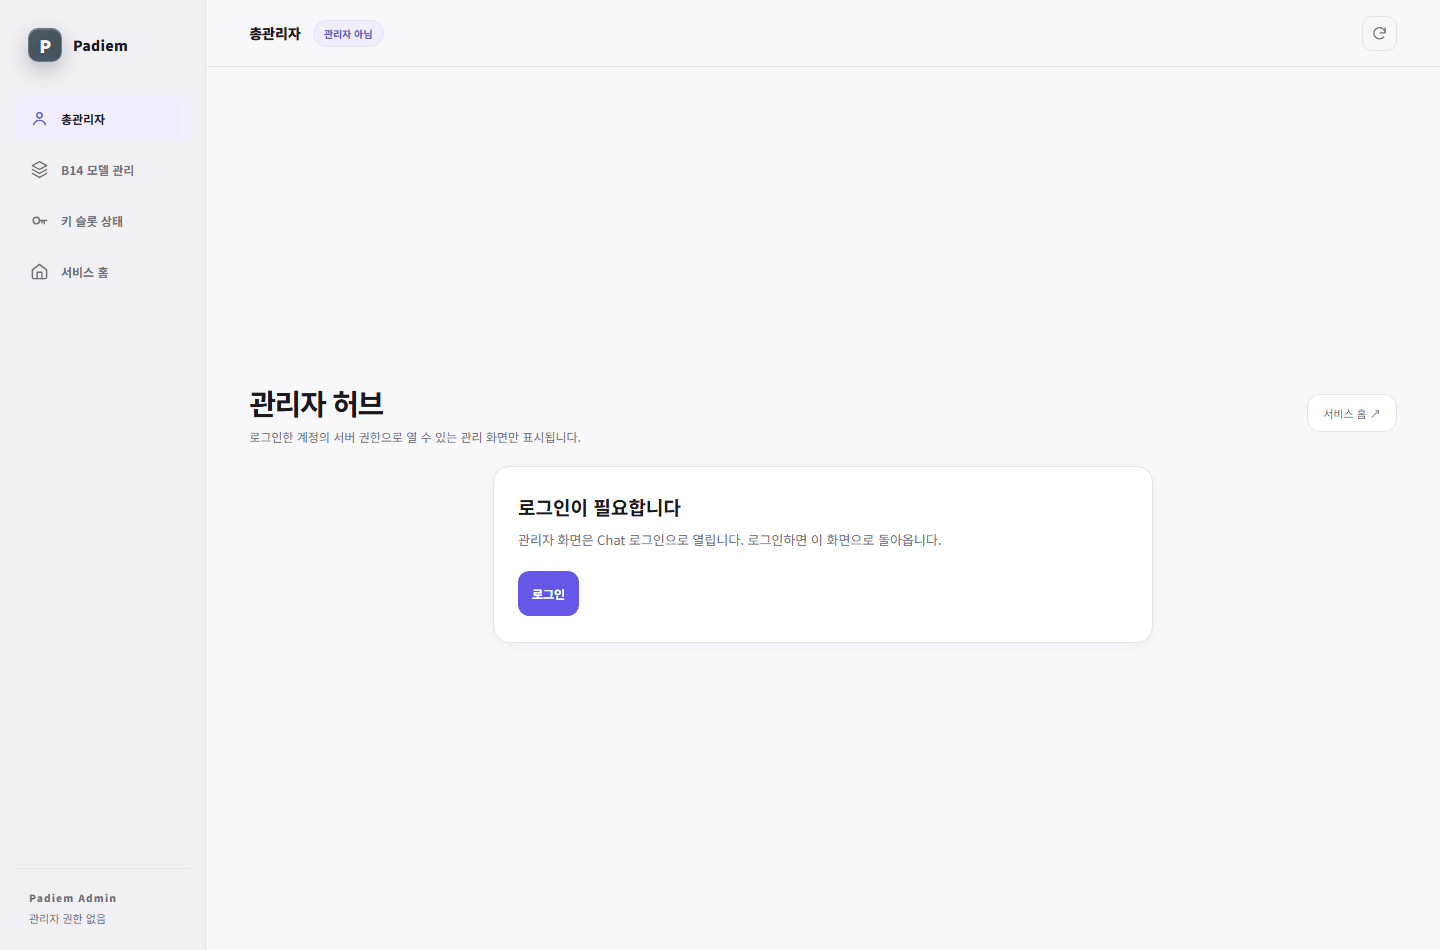 P Padiem
총관리자
B14 모델 관리
키 슬롯 상태
서비스 홈
Padiem Admin
관리자 권한 없음
총관리자 관리자 아님
관리자 허브
로그인한 계정의 서버 권한으로 열 수 있는 관리 화면만 표시됩니다.
서비스 홈 ↗
로그인이 필요합니다
관리자 화면은 Chat 로그인으로 열립니다. 로그인하면 이 화면으로 돌아옵니다.
로그인